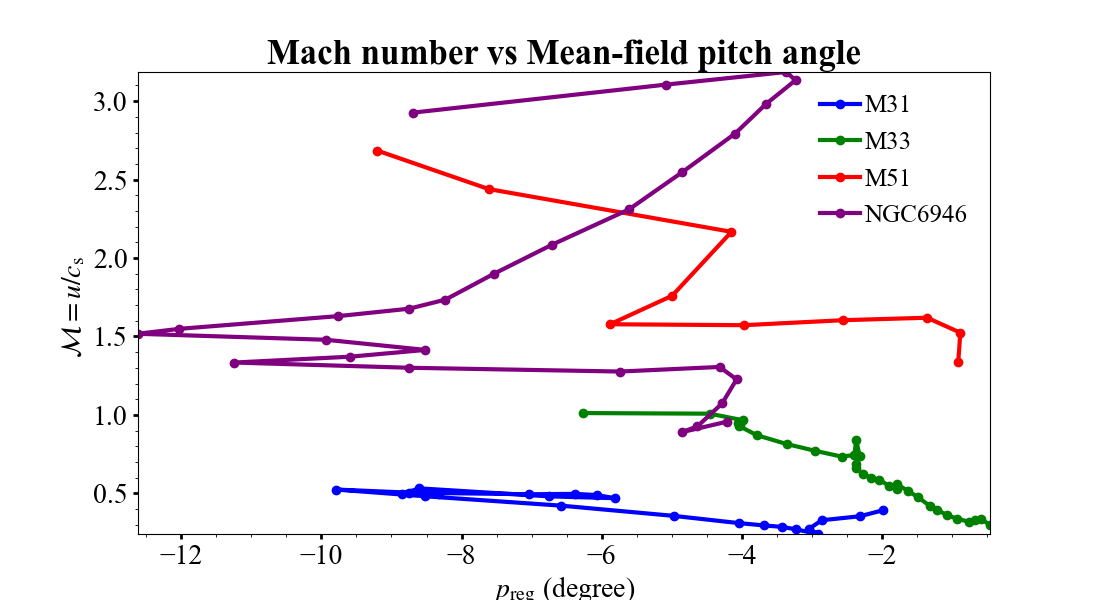 Mach number vs Mean-field pitch angle
3.0
2.5
2.0
1.5
1.0
0.5
ℳ = u/cₛ
M31
M33
M51
NGC6946
−12 −10 −8 −6 −4 −2
p_reg (degree)